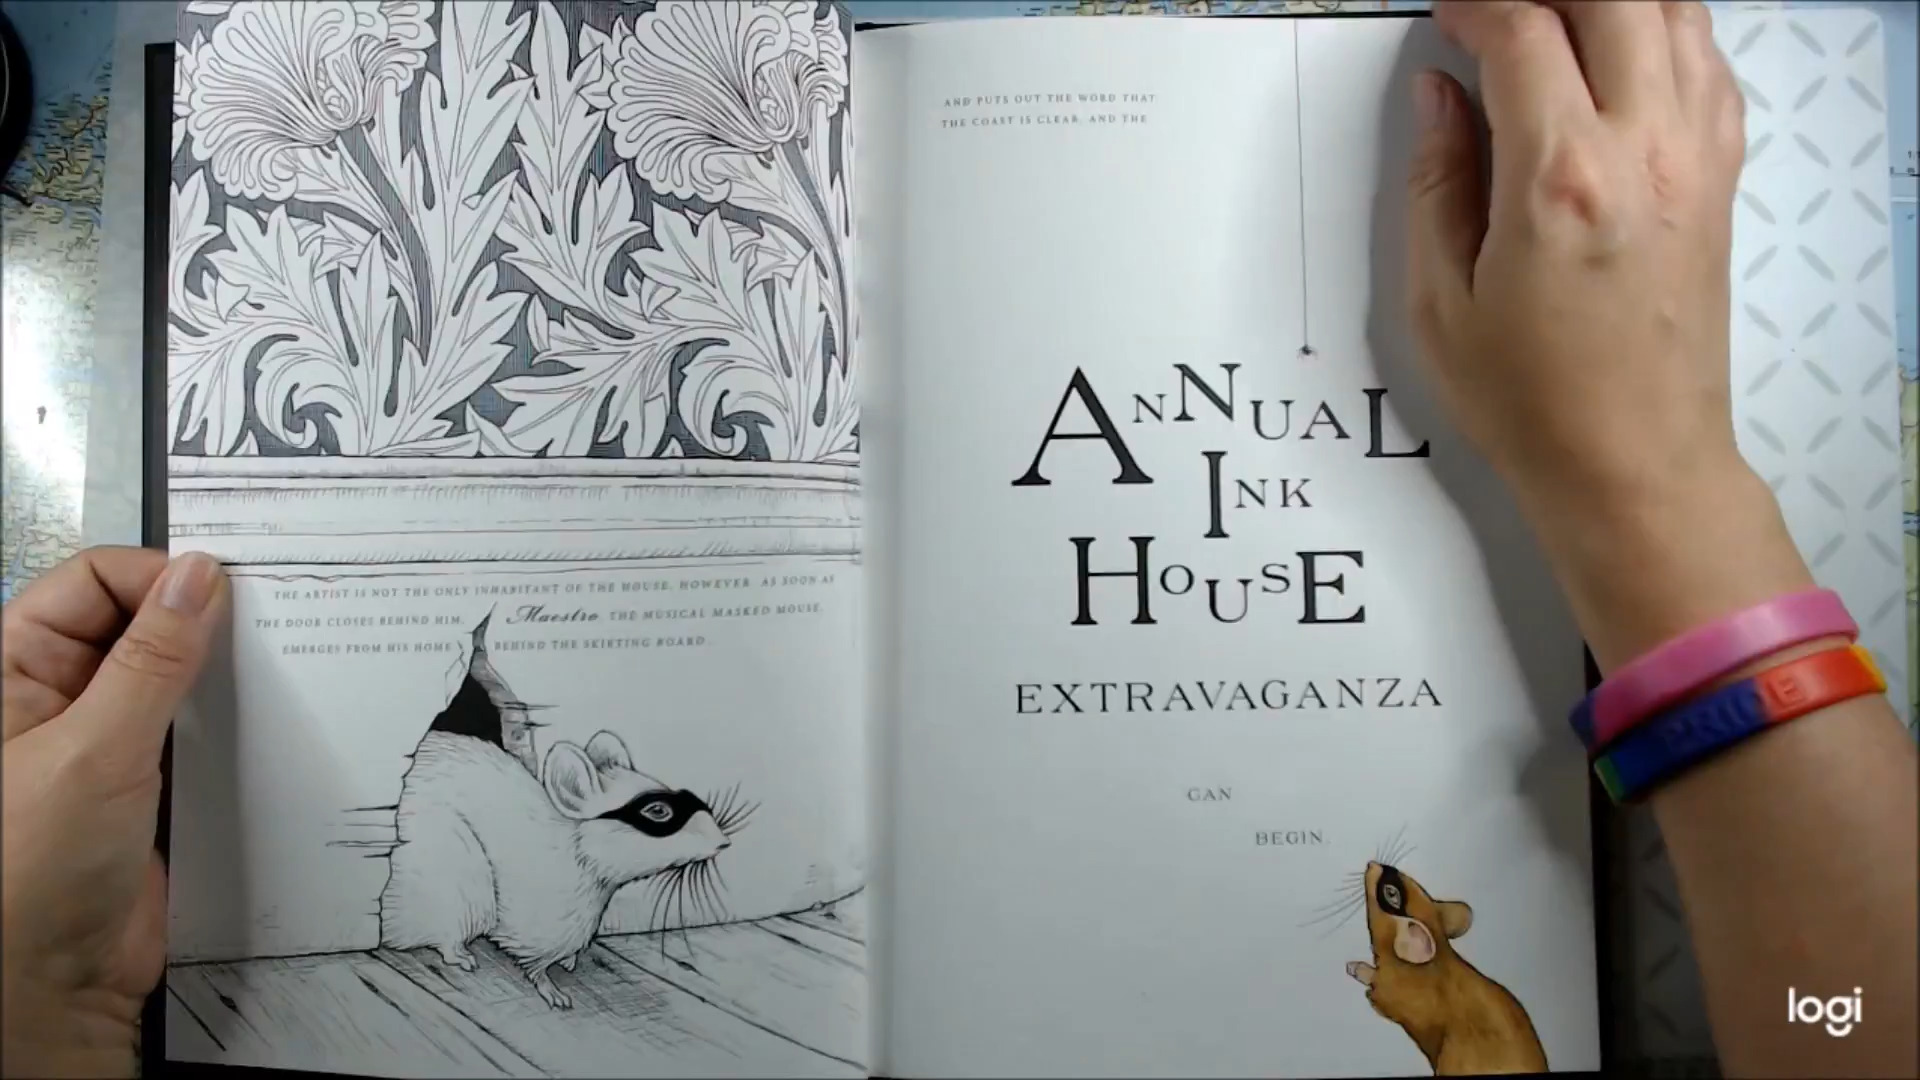 THE ARTIST IS NOT THE ONLY INHABITANT OF THE HOUSE, HOWEVER. AS SOON AS
THE DOOR CLOSES BEHIND HIM, Maestro, THE MUSICAL MASKED MOUSE,
EMERGES FROM HIS HOME BEHIND THE SKIRTING BOARD
AND PUTS OUT THE WORD THAT
THE COAST IS CLEAR, AND THE
ANNUAL
INK
HOUSE
EXTRAVAGANZA
CAN
BEGIN.
PRI
logi